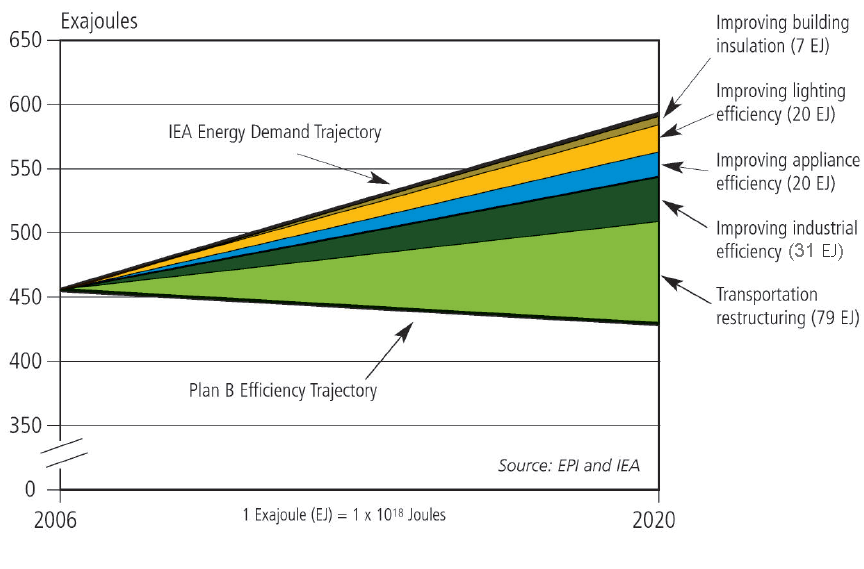 Exajoules
650
600
550
500
450
400
350
0
2006
2020
IEA Energy Demand Trajectory
Plan B Efficiency Trajectory
Source: EPI and IEA
1 Exajoule (EJ) = 1 x 10¹⁸ Joules
Improving building
insulation (7 EJ)
Improving lighting
efficiency (20 EJ)
Improving appliance
efficiency (20 EJ)
Improving industrial
efficiency (31 EJ)
Transportation
restructuring (79 EJ)